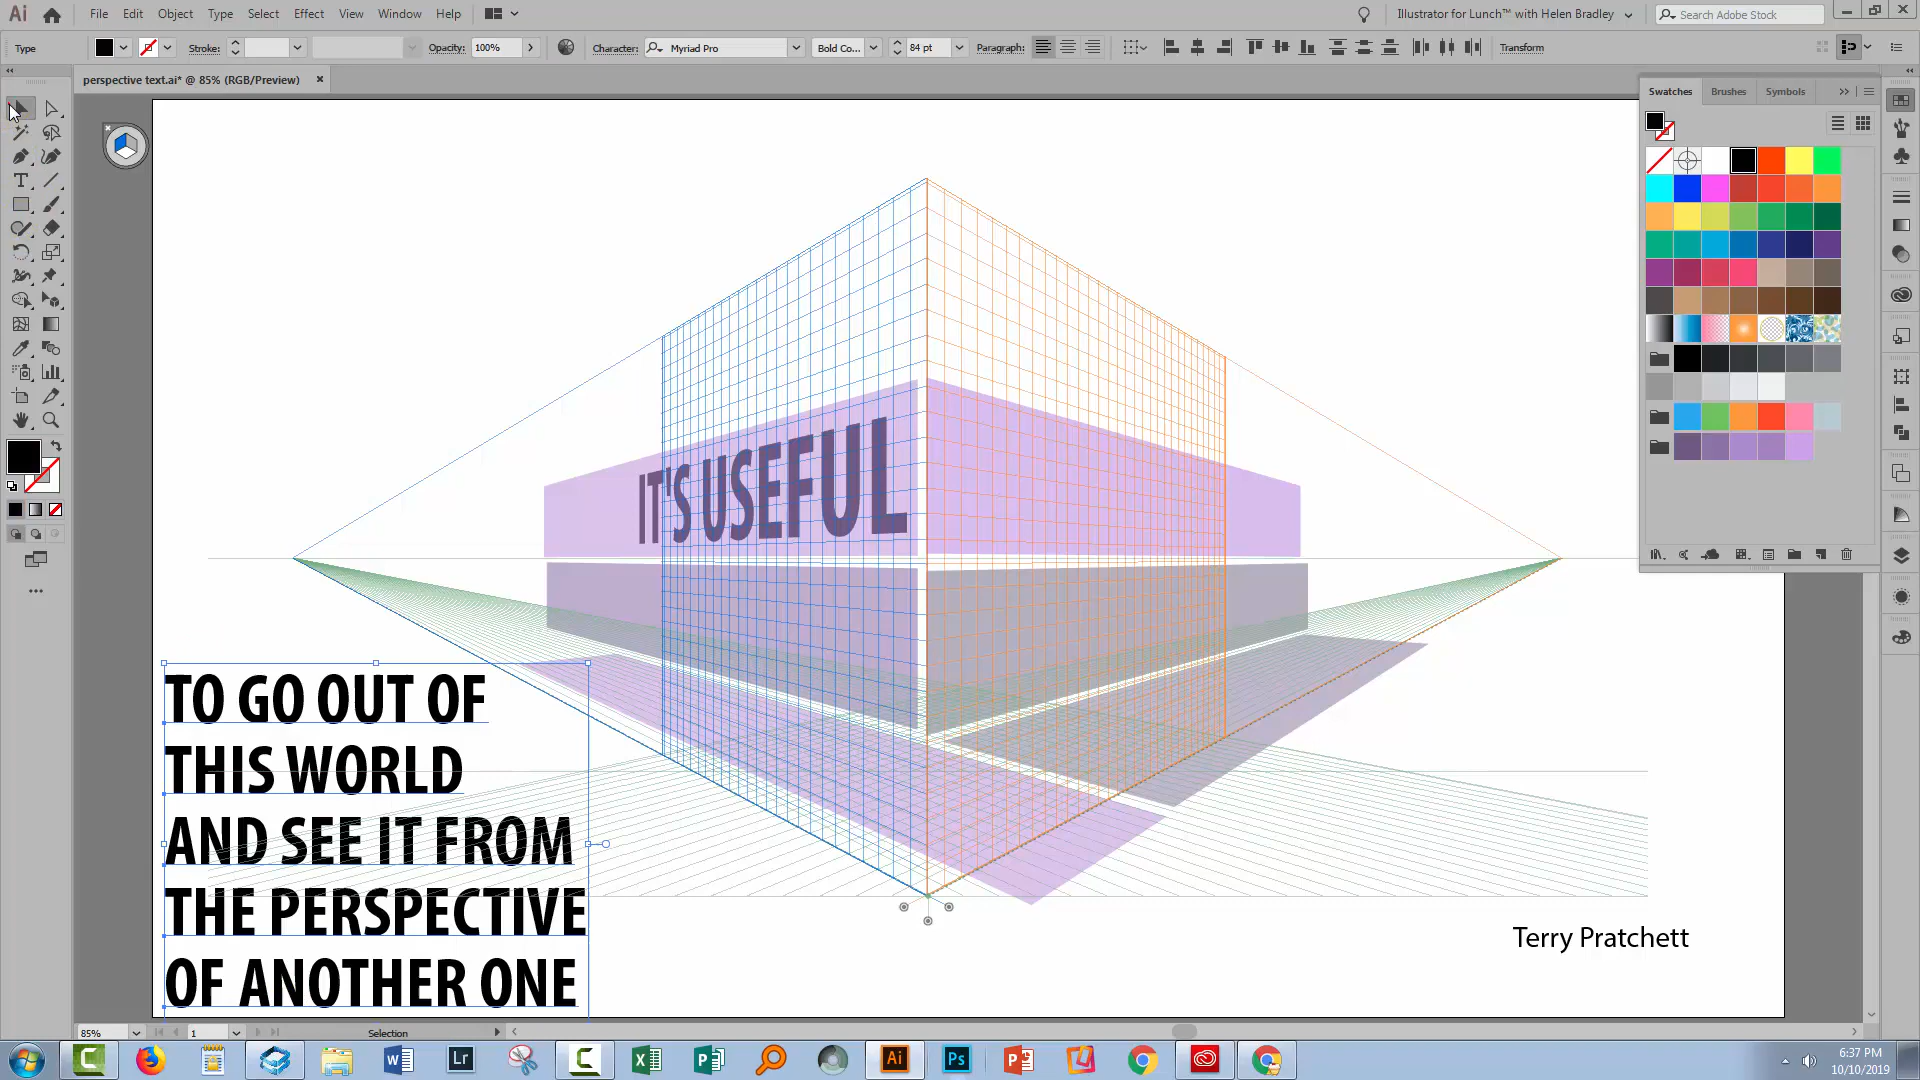 Ai File Edit Object Type Select Effect View Window Help Illustrator for Lunch™ with Helen Bradley Search Adobe Stock
Type Stroke: Opacity: 100% Character: Myriad Pro Bold Co... 84 pt Paragraph: Transform
perspective text.ai* @ 85% (RGB/Preview)
Swatches Brushes Symbols
IT'S USEFUL
TO GO OUT OF
THIS WORLD
AND SEE IT FROM
THE PERSPECTIVE
OF ANOTHER ONE
Terry Pratchett
85% 1 Selection
W Lr X P Ai Ps P
6:37 PM
10/10/2019